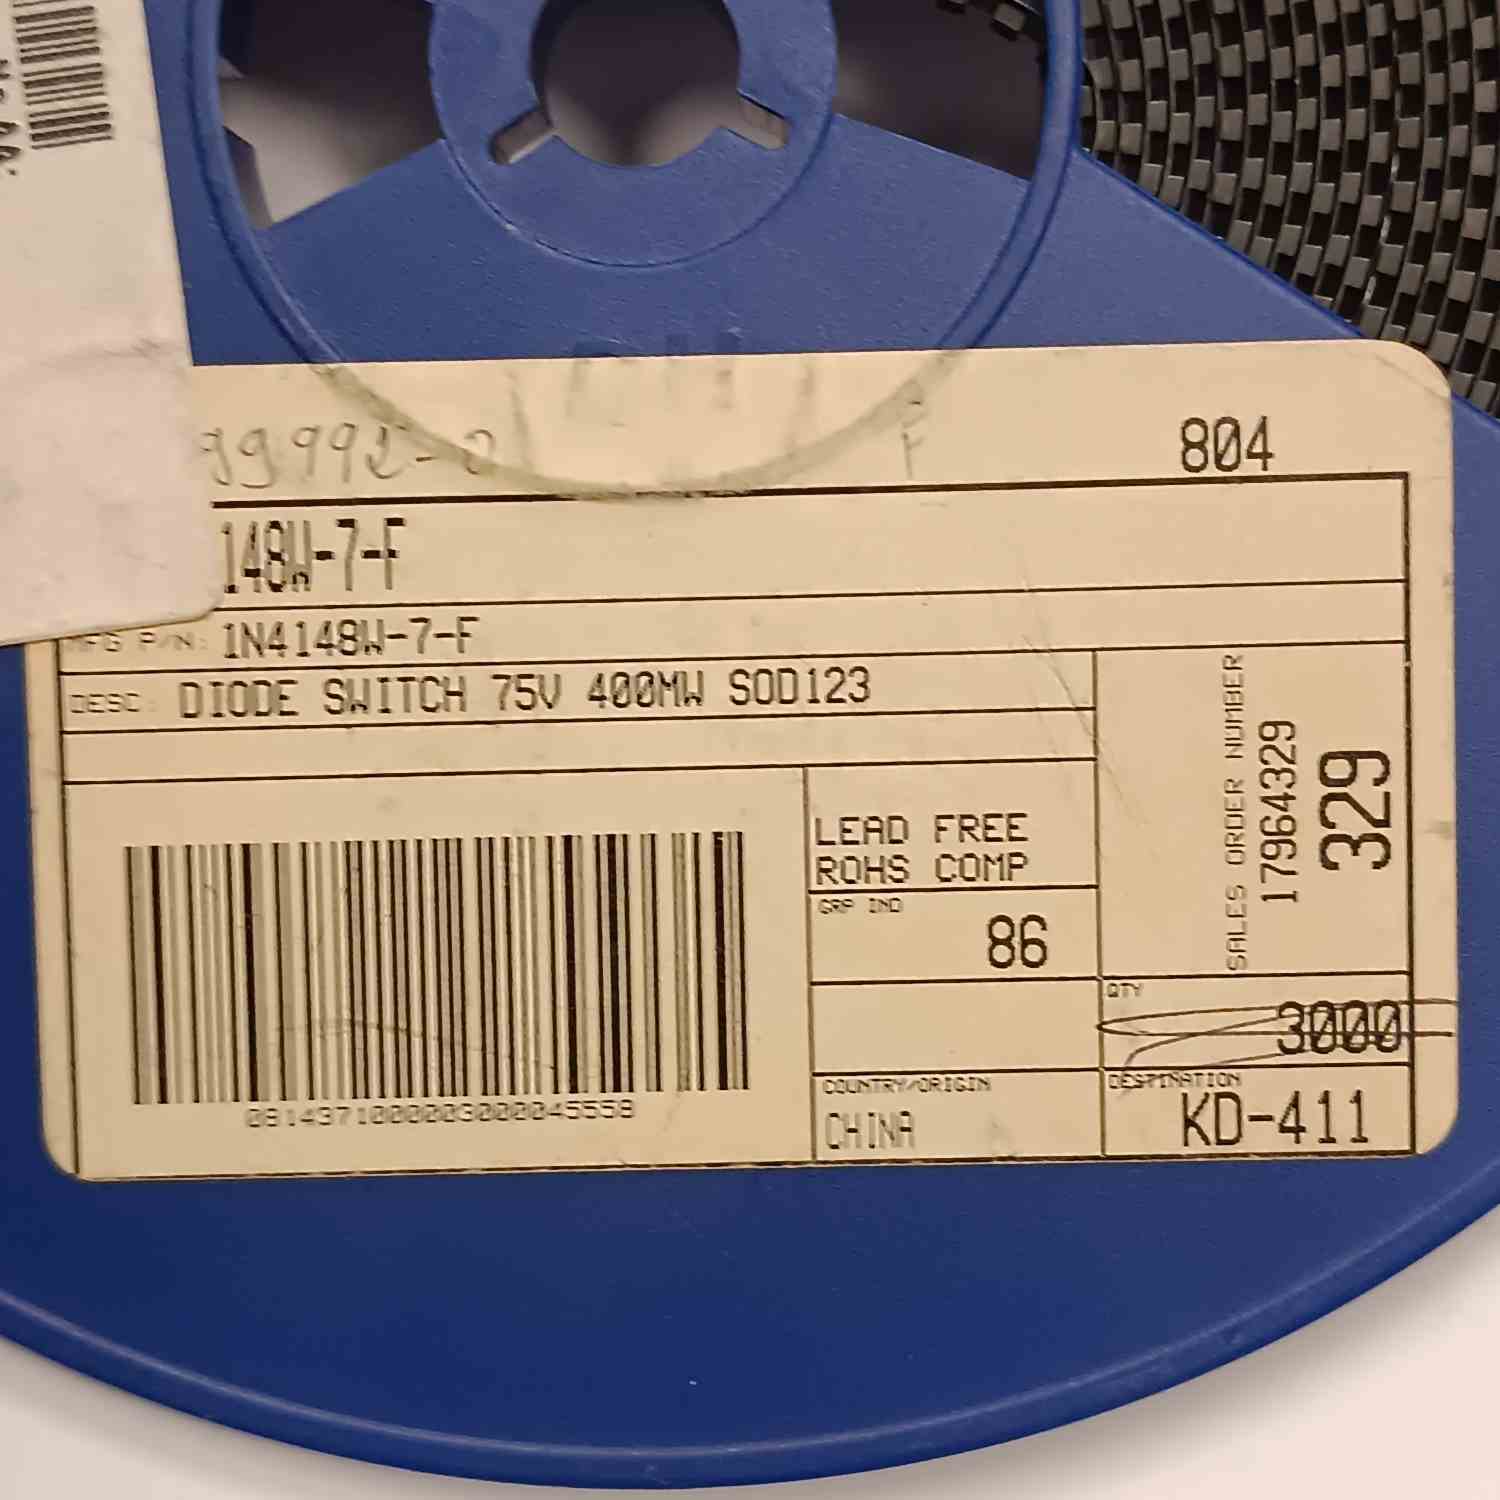 804
148W-7-F
MFG P/N: 1N4148W-7-F
DESC: DIODE SWITCH 75V 400MW SOD123
SALES ORDER NUMBER
17964329
329
LEAD FREE
ROHS COMP
GRP IND
86
QTY
3000
COUNTRY/ORIGIN
CHINA
DESTINATION
KD-411
0814371000003000045558